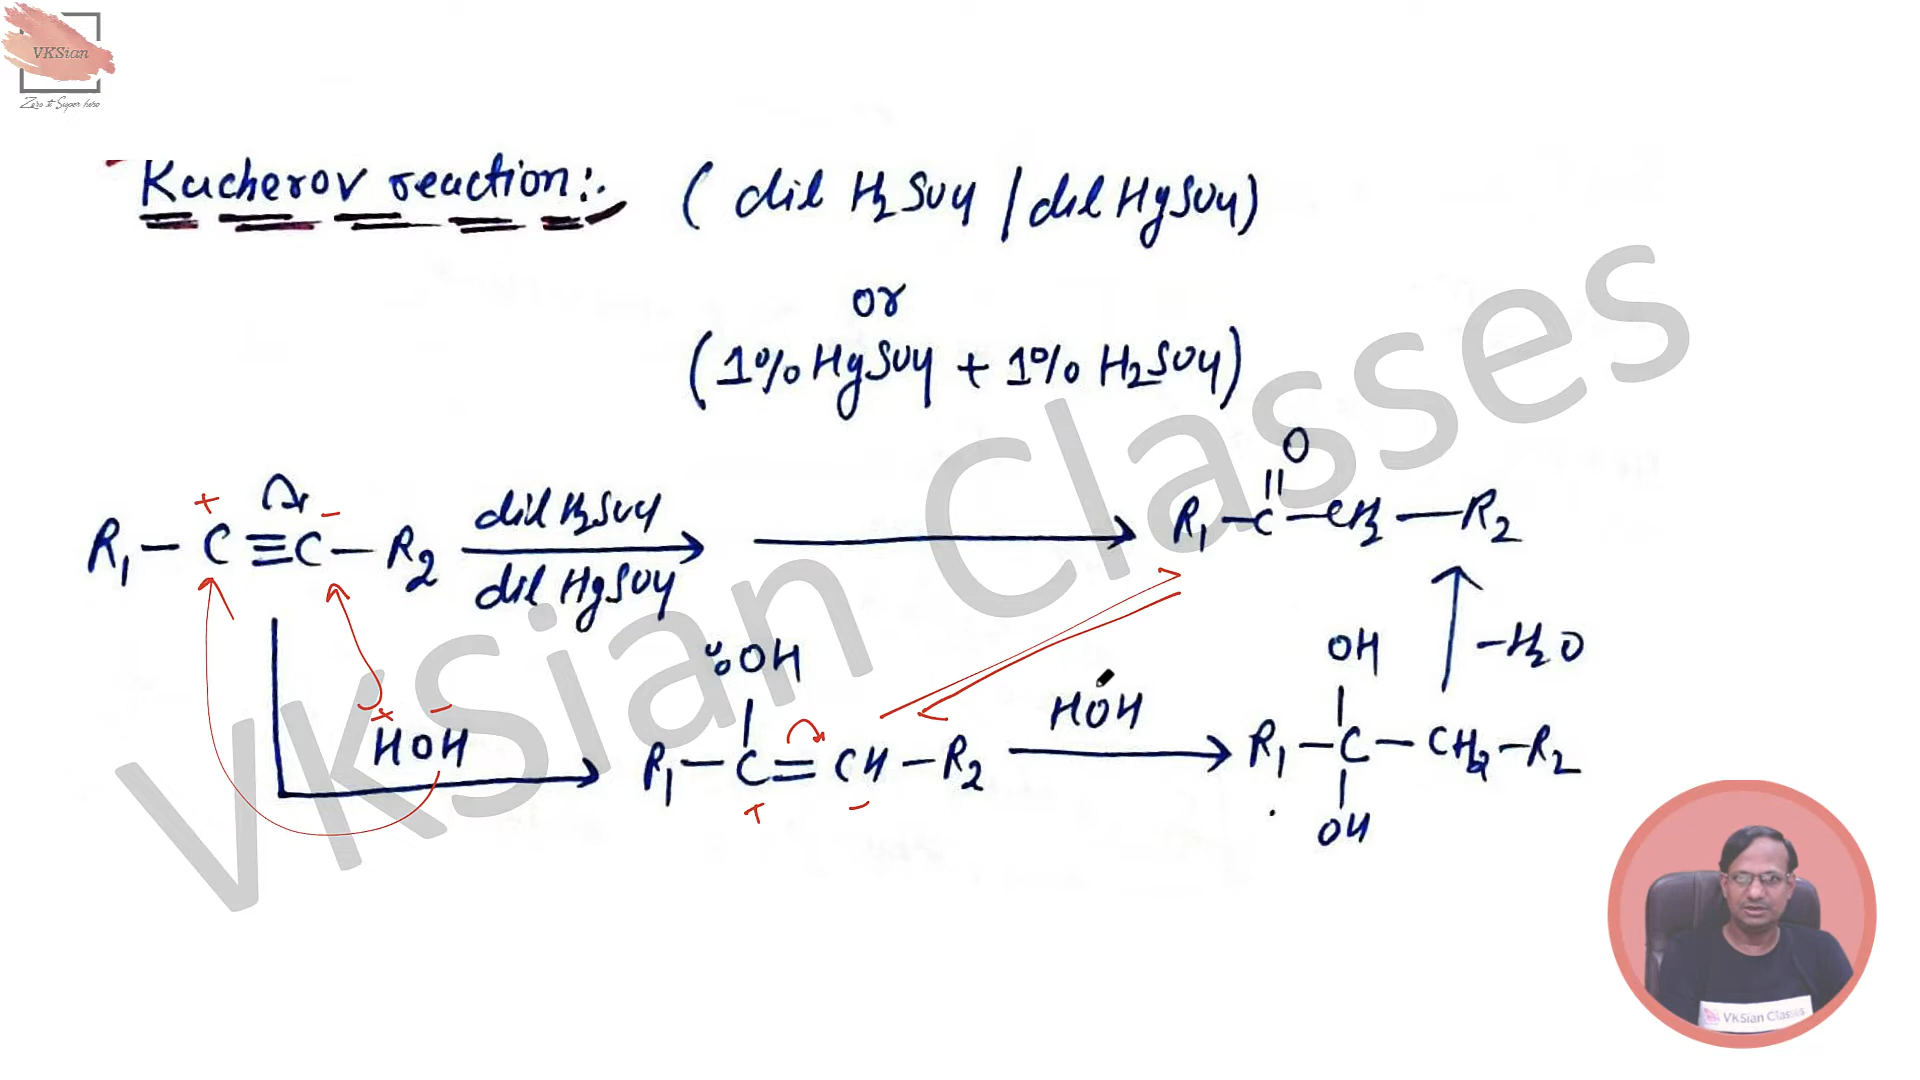 VKSian
Zero to Super hero
Kucherov reaction:- (dil H2SO4 / dil HgSO4)
or
(1% HgSO4 + 1% H2SO4)
O
||
R1–C≡C–R2 dil H2SO4 R1–C–CH2–R2
+ -
dil HgSO4
OH OH -H2O
+ -
HOH HOH
R1–C=CH–R2 R1–C–CH2–R2
+ -
OH
VKSian Classes
VKSian Classes